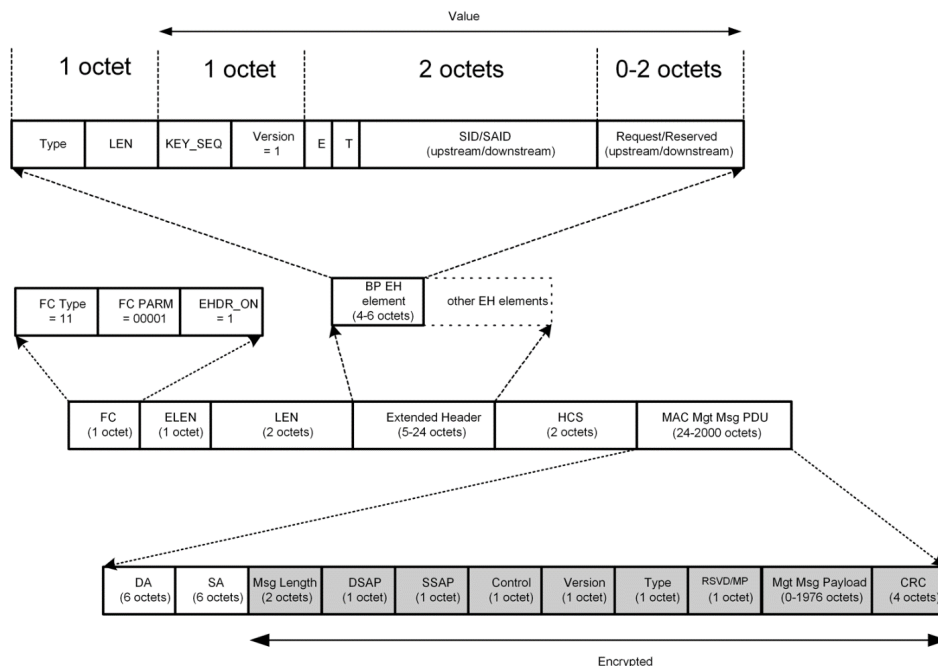 Value
1 octet
1 octet
2 octets
0-2 octets
Type
LEN
KEY_SEQ
Version
= 1
E
T
SID/SAID
(upstream/downstream)
Request/Reserved
(upstream/downstream)
BP EH
element
(4-6 octets)
other EH elements
FC Type
= 11
FC PARM
= 00001
EHDR_ON
= 1
FC
(1 octet)
ELEN
(1 octet)
LEN
(2 octets)
Extended Header
(5-24 octets)
HCS
(2 octets)
MAC Mgt Msg PDU
(24-2000 octets)
DA
(6 octets)
SA
(6 octets)
Msg Length
(2 octets)
DSAP
(1 octet)
SSAP
(1 octet)
Control
(1 octet)
Version
(1 octet)
Type
(1 octet)
RSVD/MP
(1 octet)
Mgt Msg Payload
(0-1976 octets)
CRC
(4 octets)
Encrypted